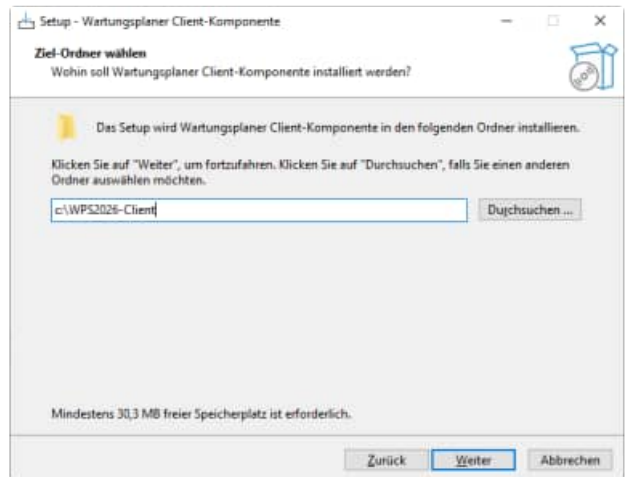 Setup - Wartungsplaner Client-Komponente
Ziel-Ordner wählen
Wohin soll Wartungsplaner Client-Komponente installiert werden?
Das Setup wird Wartungsplaner Client-Komponente in den folgenden Ordner installieren.
Klicken Sie auf "Weiter", um fortzufahren. Klicken Sie auf "Durchsuchen", falls Sie einen anderen
Ordner auswählen möchten.
c:\WPS2026-Client
Durchsuchen ...
Mindestens 30,3 MB freier Speicherplatz ist erforderlich.
Zurück Weiter Abbrechen